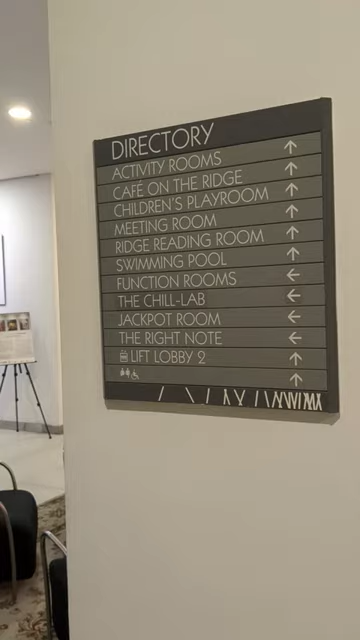 DIRECTORY
ACTIVITY ROOMS ↑
CAFÉ ON THE RIDGE ↑
CHILDREN'S PLAYROOM ↑
MEETING ROOM ↑
RIDGE READING ROOM ↑
SWIMMING POOL ↑
FUNCTION ROOMS ←
THE CHILL-LAB ←
JACKPOT ROOM ←
THE RIGHT NOTE ←
LIFT LOBBY 2 ↑
↑